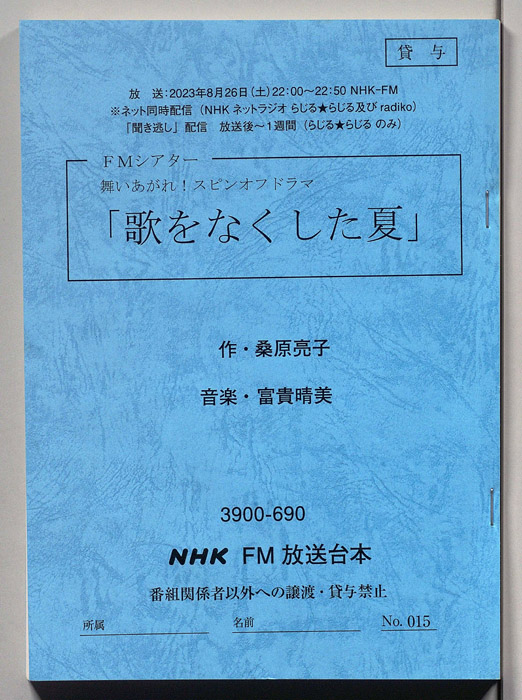 貸 与
放 送：2023年8月26日（土）22：00～22：50 NHK-FM
※ネット同時配信（NHK ネットラジオ らじる★らじる及び radiko）
「聞き逃し」配信 放送後～1週間（らじる★らじる のみ）
FMシアター
舞いあがれ！スピンオフドラマ
「歌をなくした夏」
作・桑原亮子
音楽・富貴晴美
3900-690
NHK FM 放送台本
番組関係者以外への譲渡・貸与禁止
所属 名前 No. 015